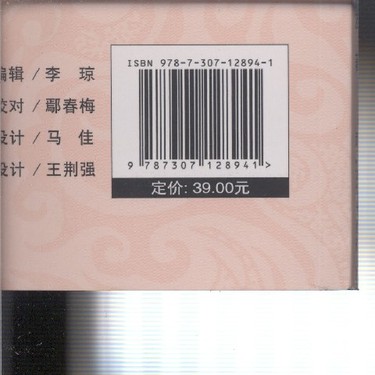 ISBN 978-7-307-12894-1
编辑 / 李 琼
校对 / 鄢春梅
设计 / 马 佳
设计 / 王荆强
9 787307 128941 >
定价: 39.00元